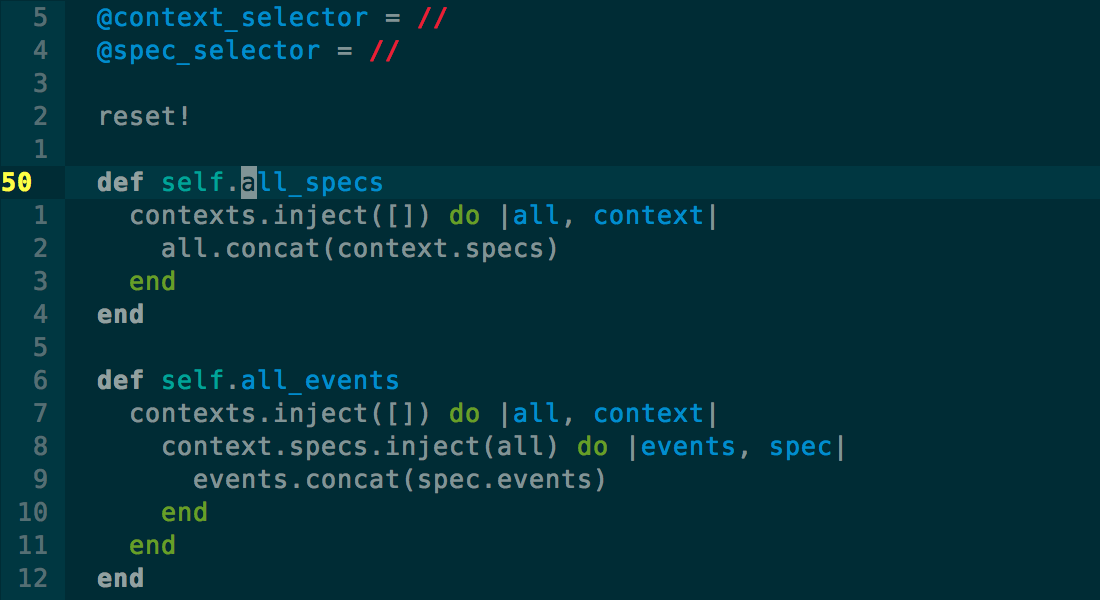 5 @context_selector = //
4 @spec_selector = //
3
2 reset!
1
50 def self.all_specs
1 contexts.inject([]) do |all, context|
2 all.concat(context.specs)
3 end
4 end
5
6 def self.all_events
7 contexts.inject([]) do |all, context|
8 context.specs.inject(all) do |events, spec|
9 events.concat(spec.events)
10 end
11 end
12 end